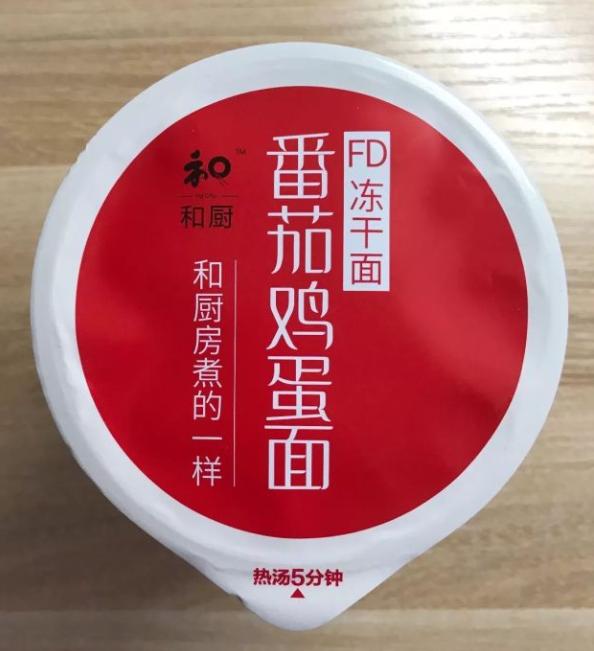 FD冻干面
番茄鸡蛋面
和
TM
和厨
和厨房煮的一样
热汤5分钟